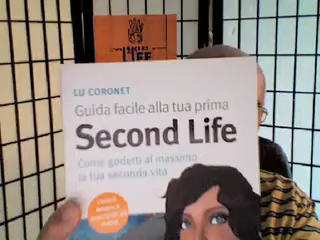 LIFE
LU CORONET
Guida facile alla tua prima
Second Life
Come goderti al massimo
la tua seconda vita